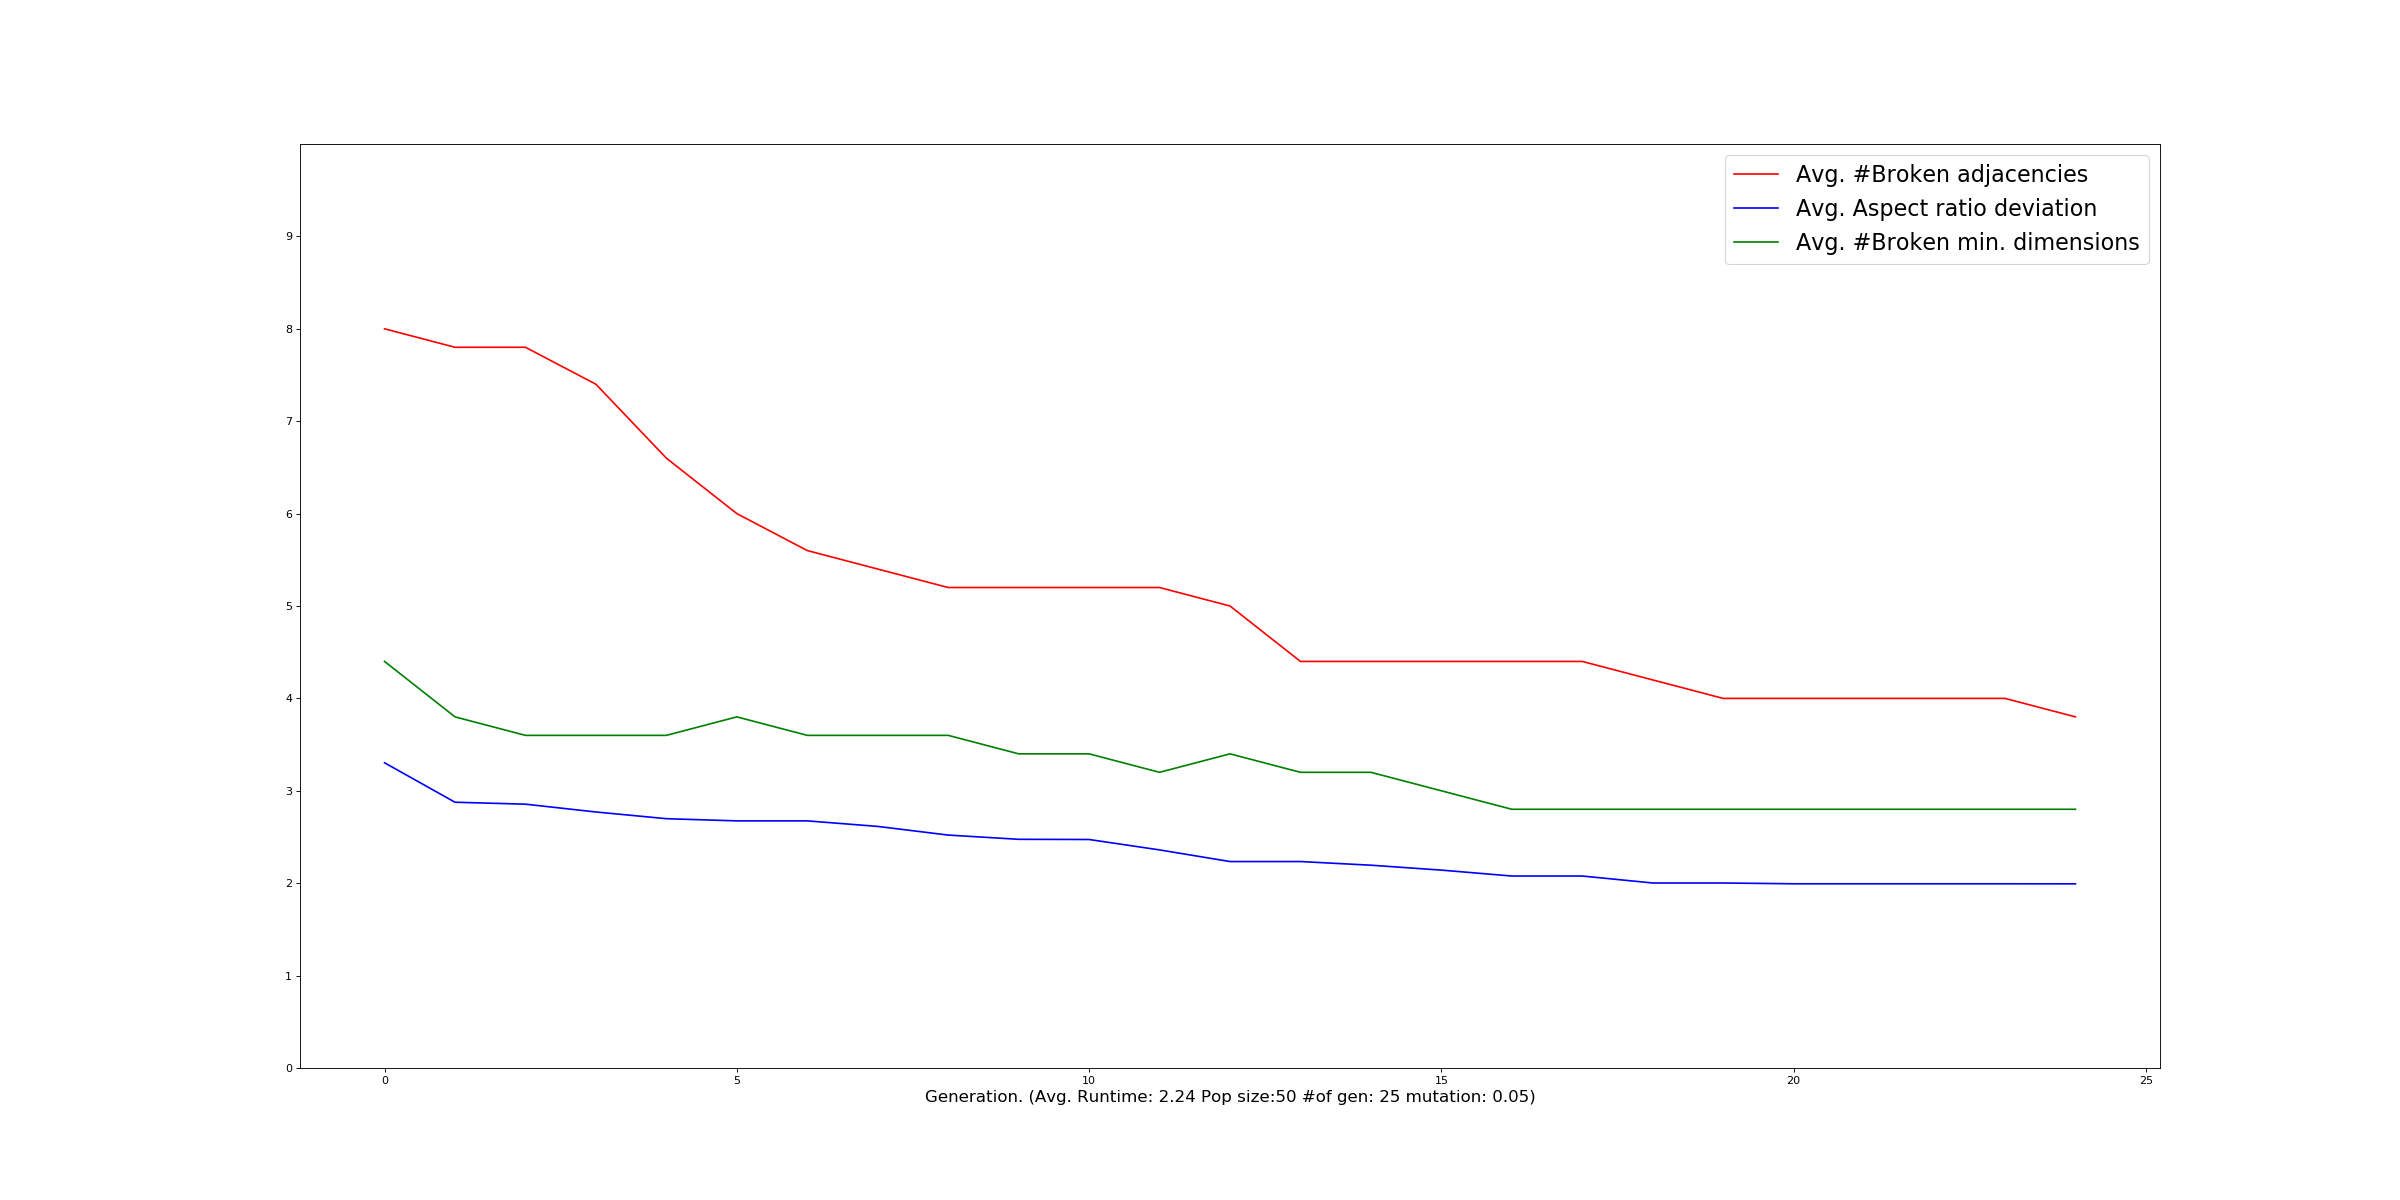 Avg. #Broken adjacencies
Avg. Aspect ratio deviation
Avg. #Broken min. dimensions
9
8
7
6
5
4
3
2
1
0
0 5 10 15 20 25
Generation. (Avg. Runtime: 2.24 Pop size:50 #of gen: 25 mutation: 0.05)